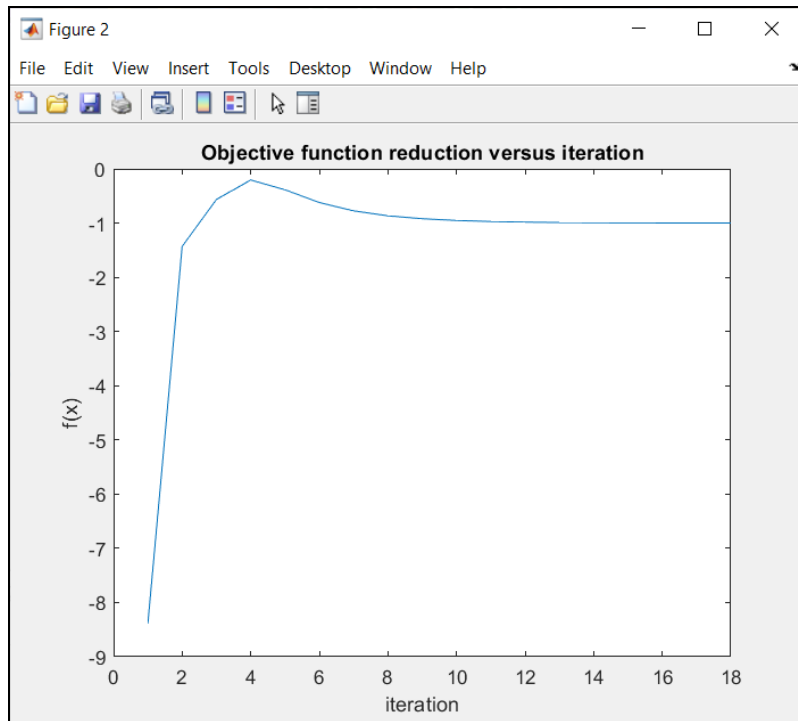 Figure 2
File Edit View Insert Tools Desktop Window Help
Objective function reduction versus iteration
0
-1
-2
-3
-4
-5
-6
-7
-8
-9
f(x)
0 2 4 6 8 10 12 14 16 18
iteration